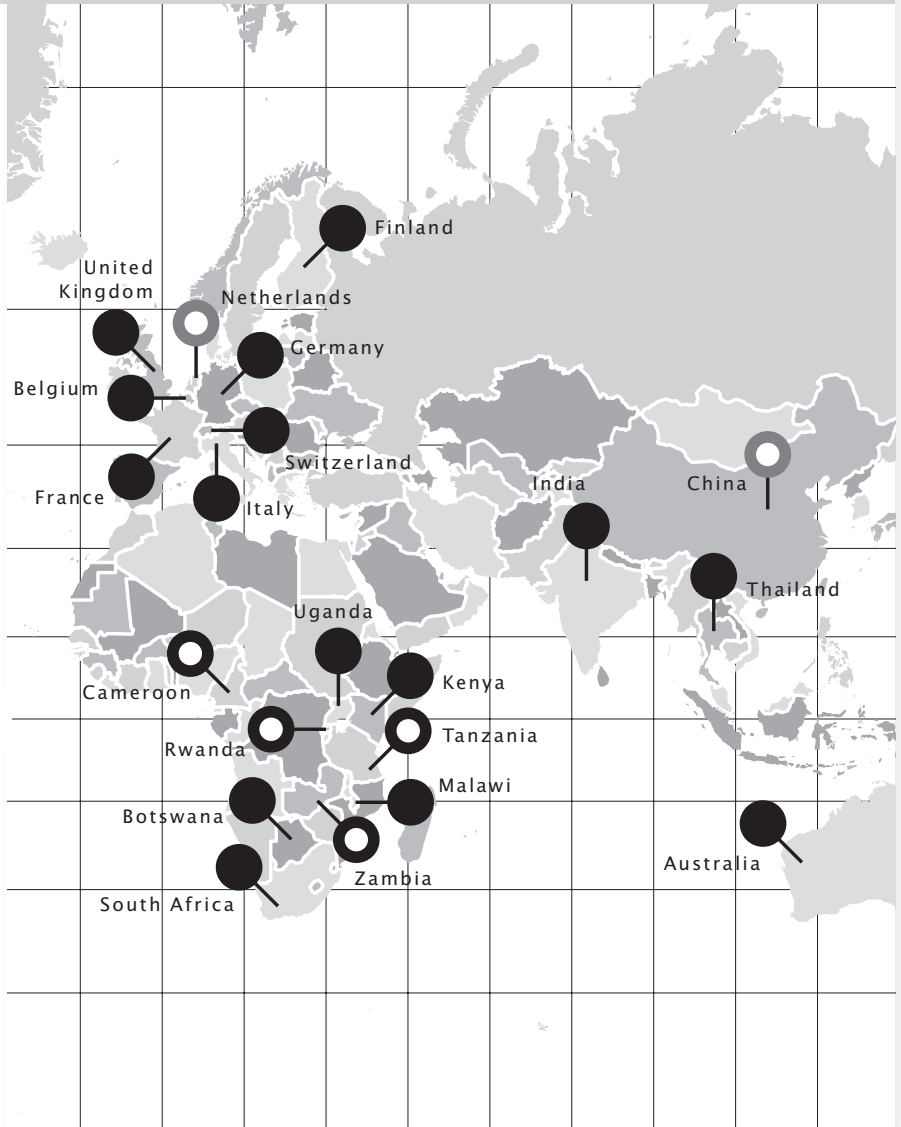 Finland
United
Kingdom
Netherlands
Germany
Belgium
Switzerland
India
China
France
Italy
Thailand
Uganda
Kenya
Cameroon
Tanzania
Rwanda
Malawi
Botswana
Australia
Zambia
South Africa